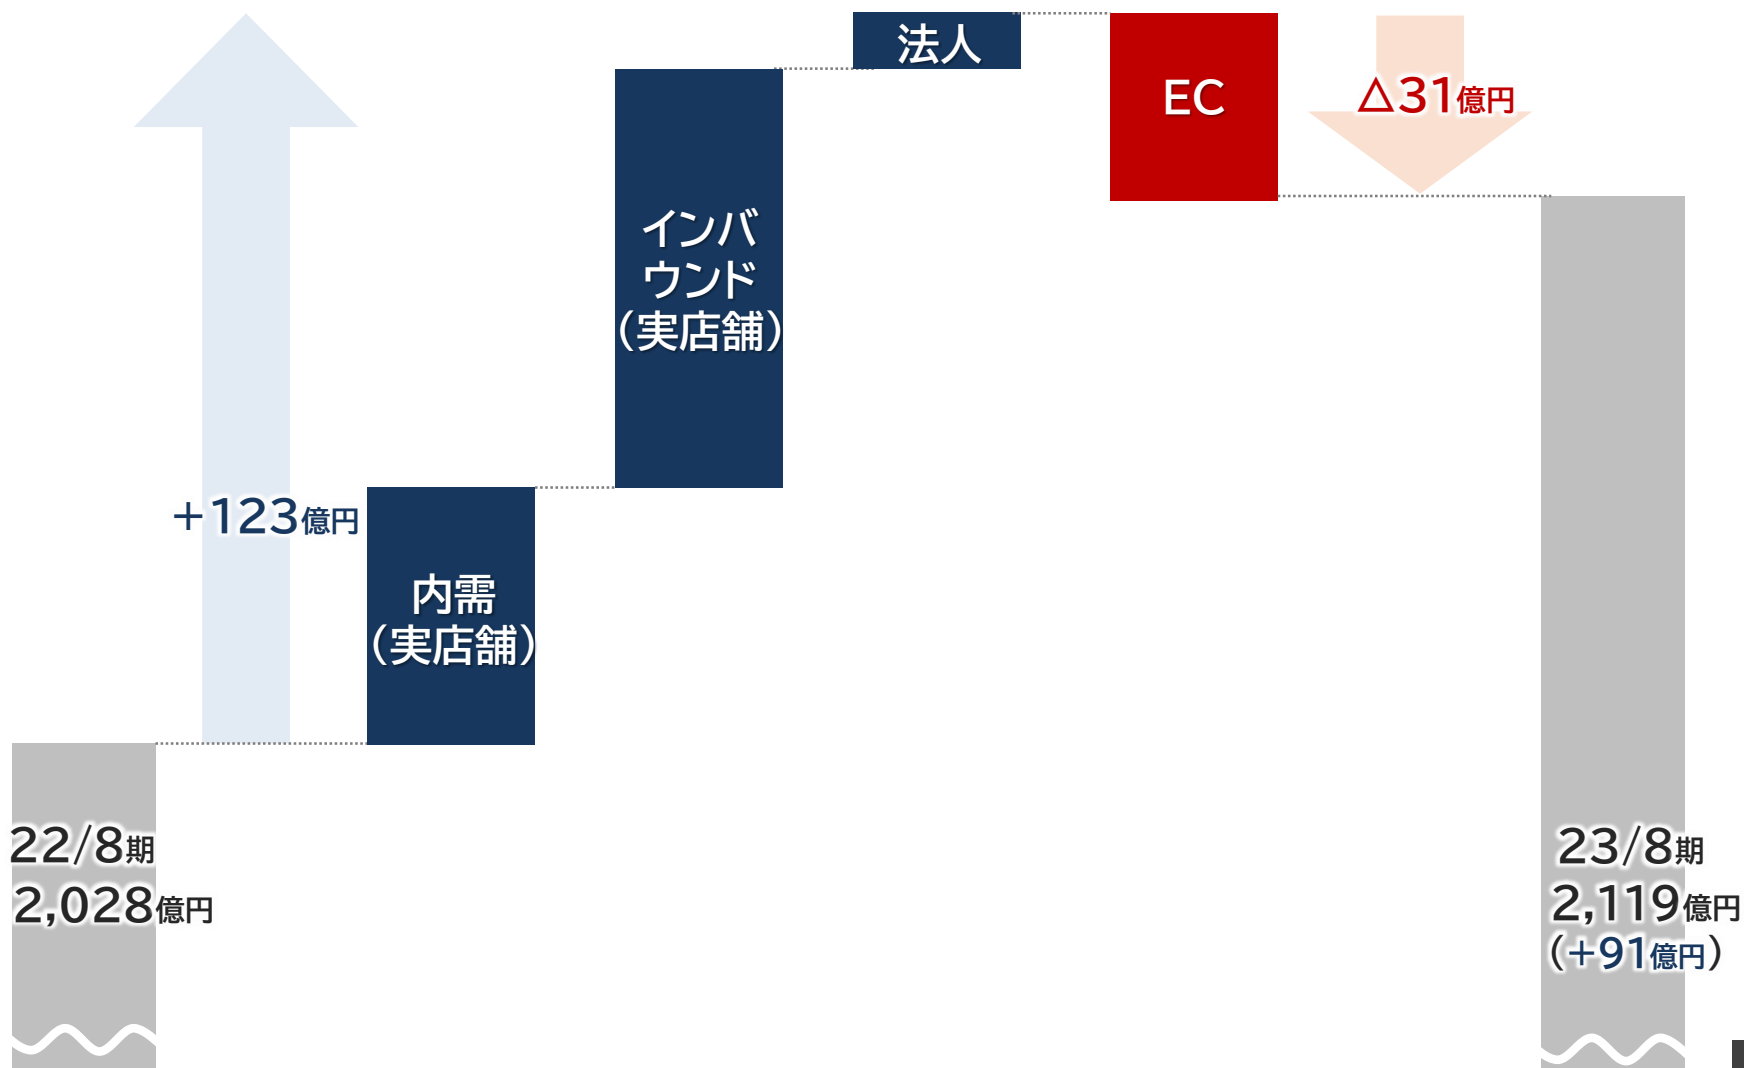 法人
EC
△31億円
インバ
ウンド
（実店舗）
+123億円
内需
（実店舗）
22/8期
2,028億円
23/8期
2,119億円
（+91億円）